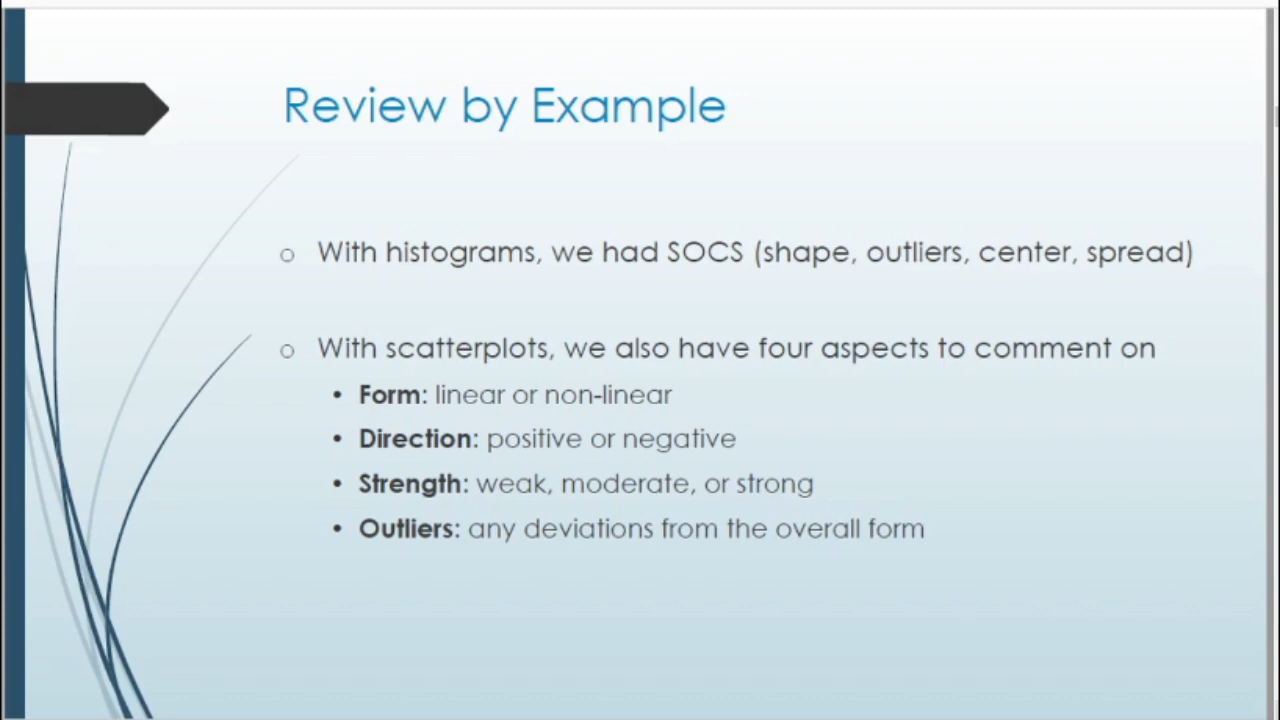 Review by Example
○ With histograms, we had SOCS (shape, outliers, center, spread)
○ With scatterplots, we also have four aspects to comment on
• Form: linear or non-linear
• Direction: positive or negative
• Strength: weak, moderate, or strong
• Outliers: any deviations from the overall form